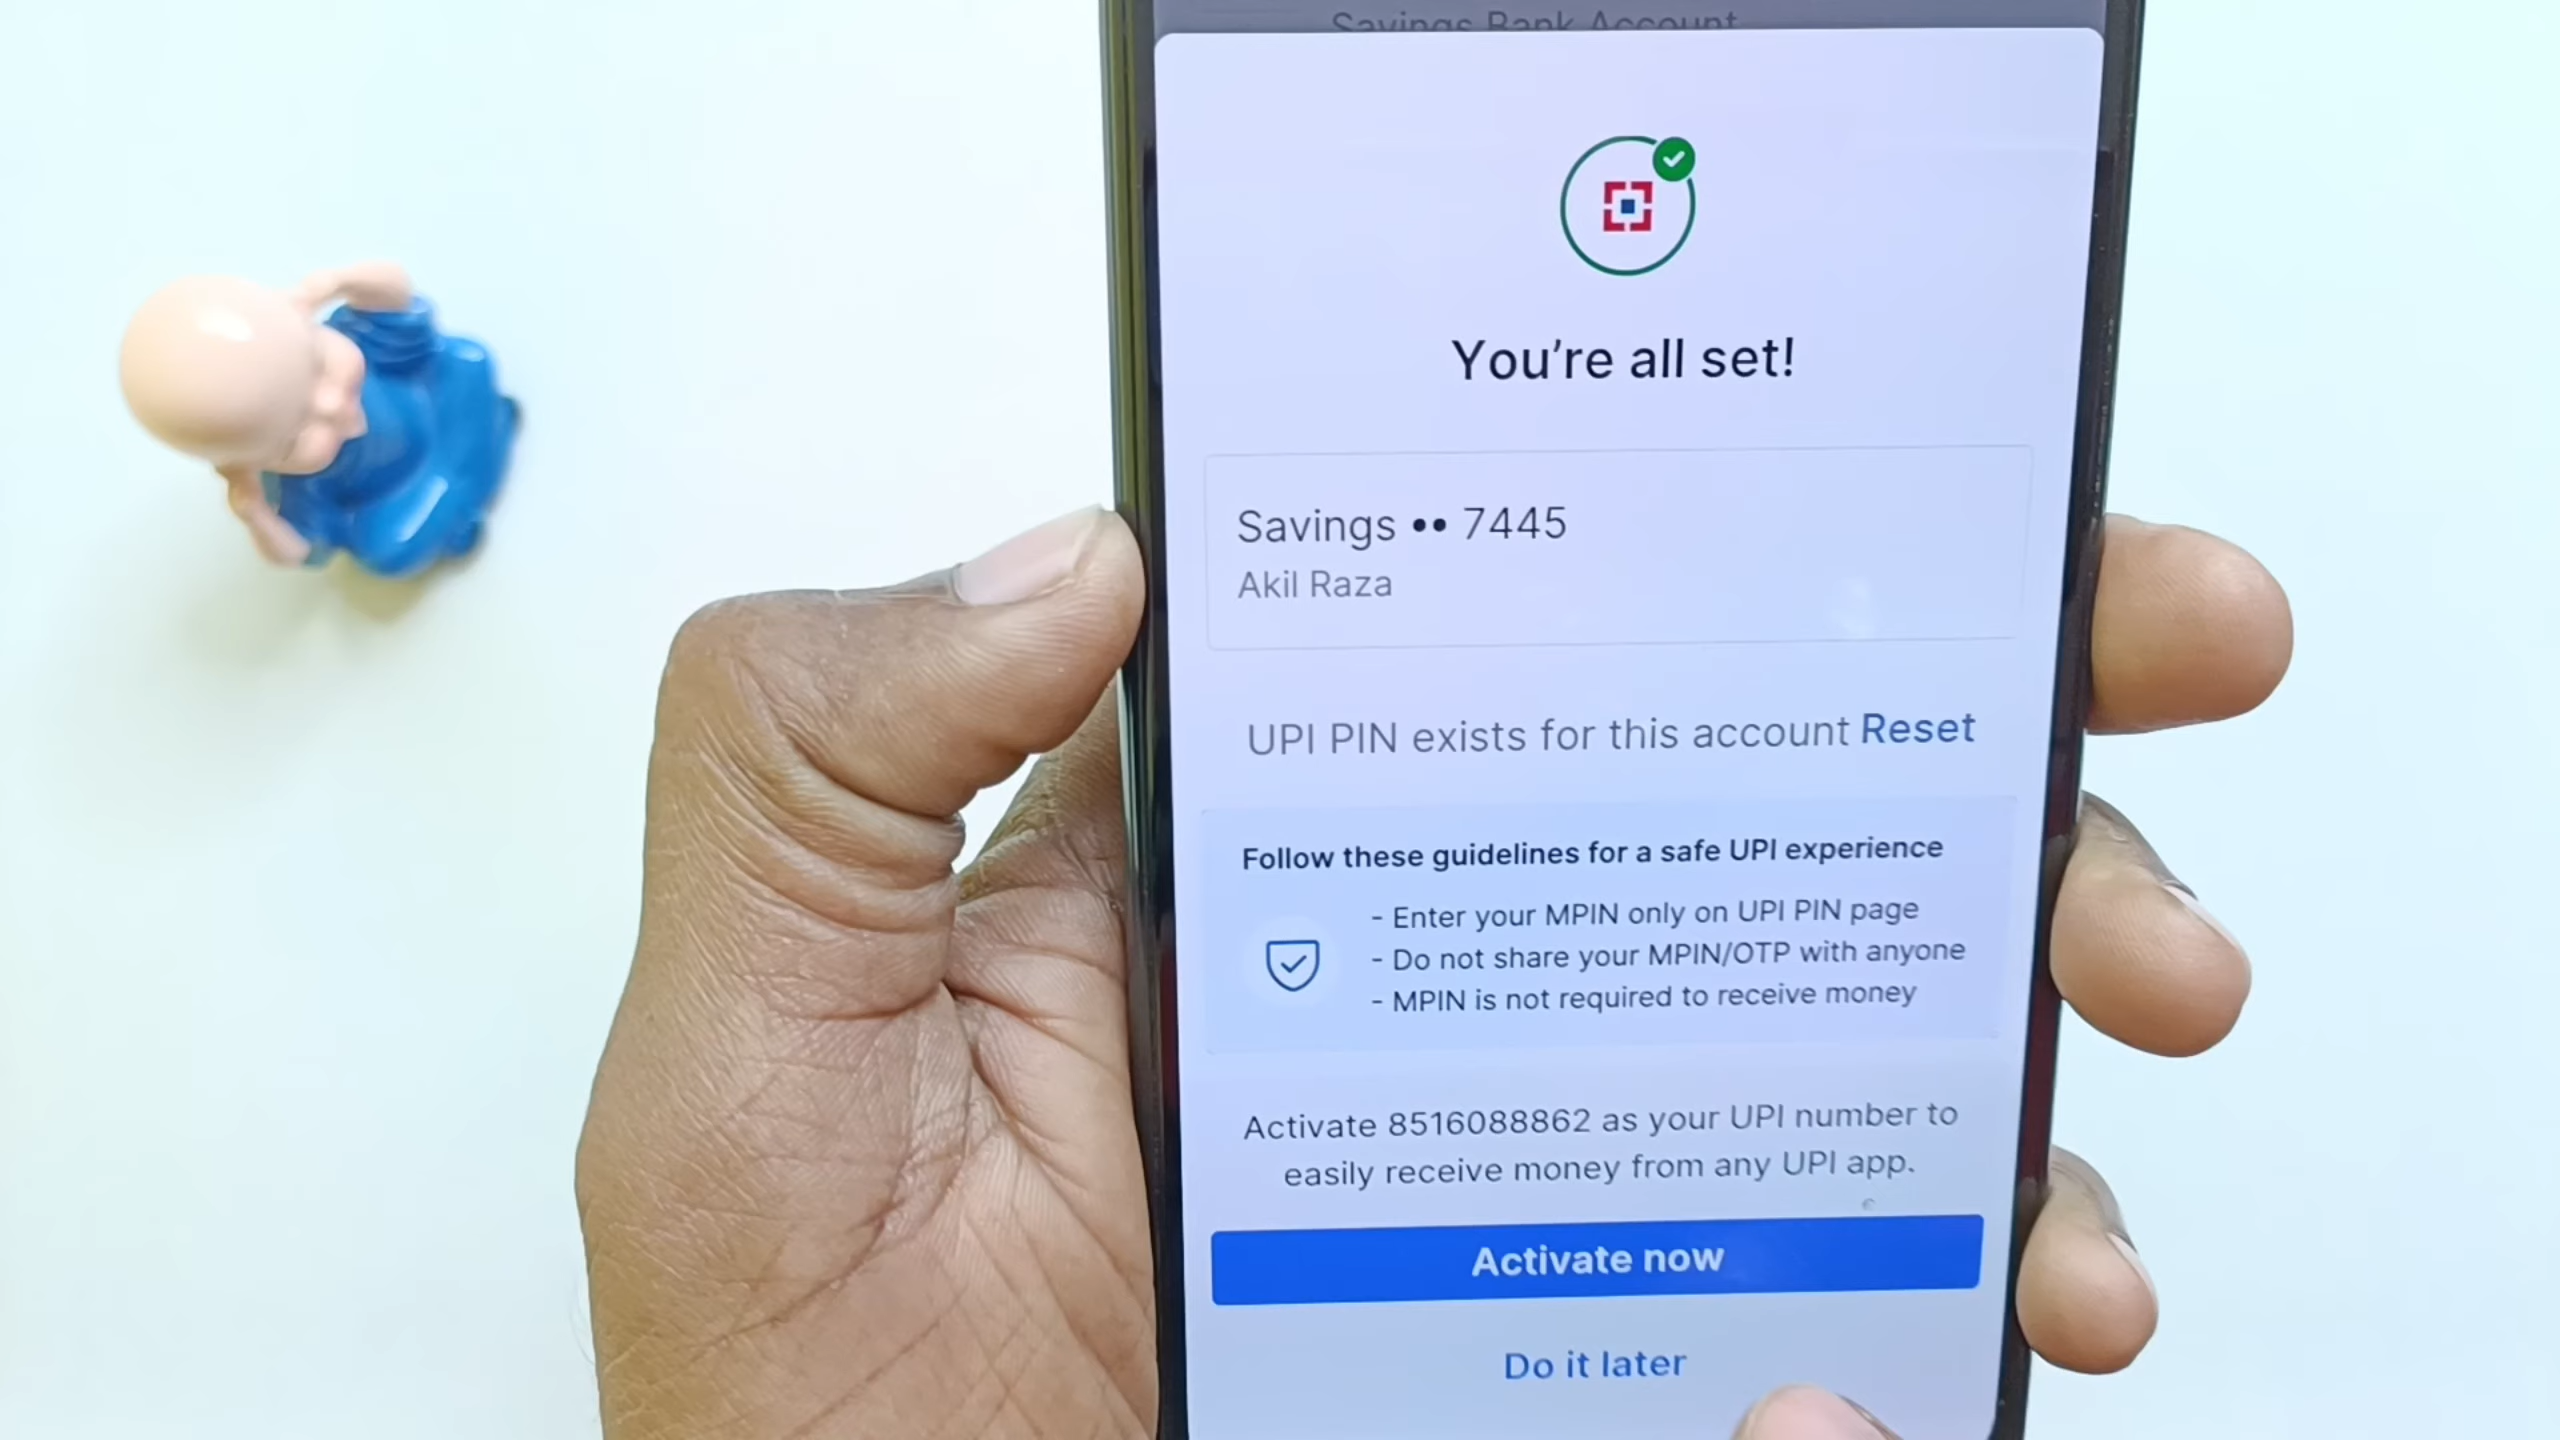 Savings Bank Account
You're all set!
Savings •• 7445
Akil Raza
UPI PIN exists for this account Reset
Follow these guidelines for a safe UPI experience
- Enter your MPIN only on UPI PIN page
- Do not share your MPIN/OTP with anyone
- MPIN is not required to receive money
Activate 8516088862 as your UPI number to
easily receive money from any UPI app.
Activate now
Do it later